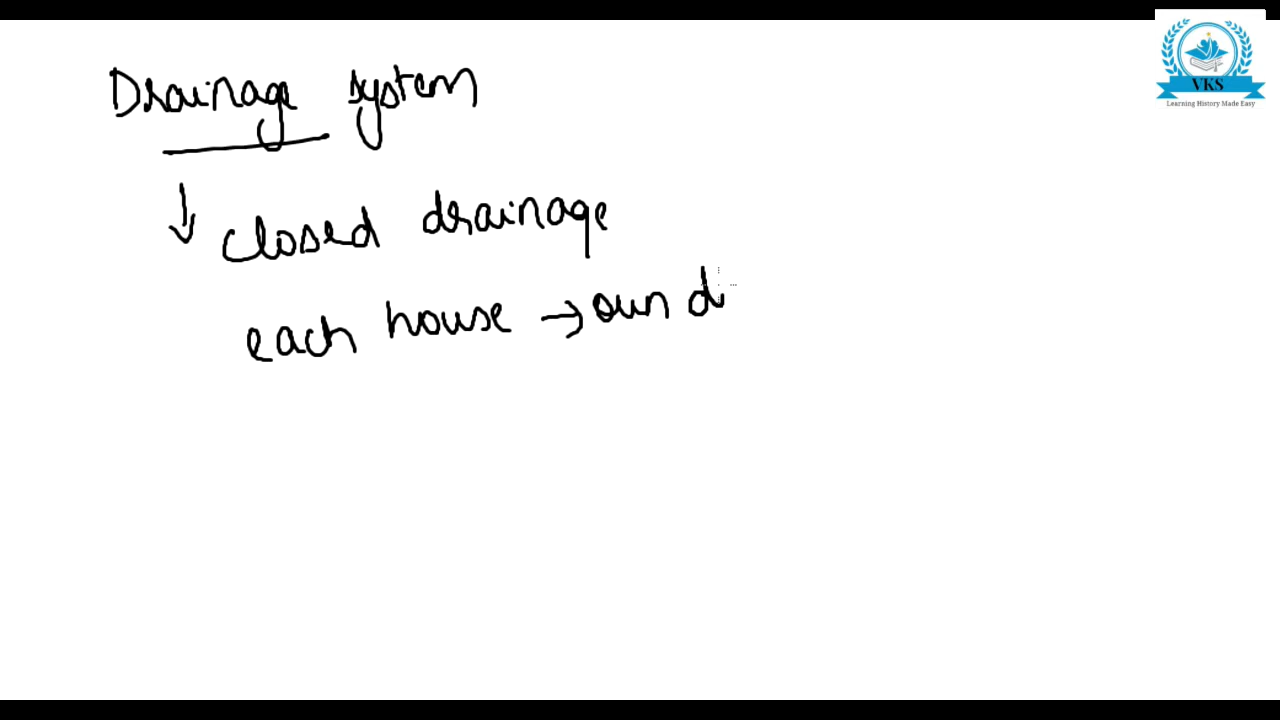 Drainage system
VKS
Learning History Made Easy
↓ closed drainage
each house → own d